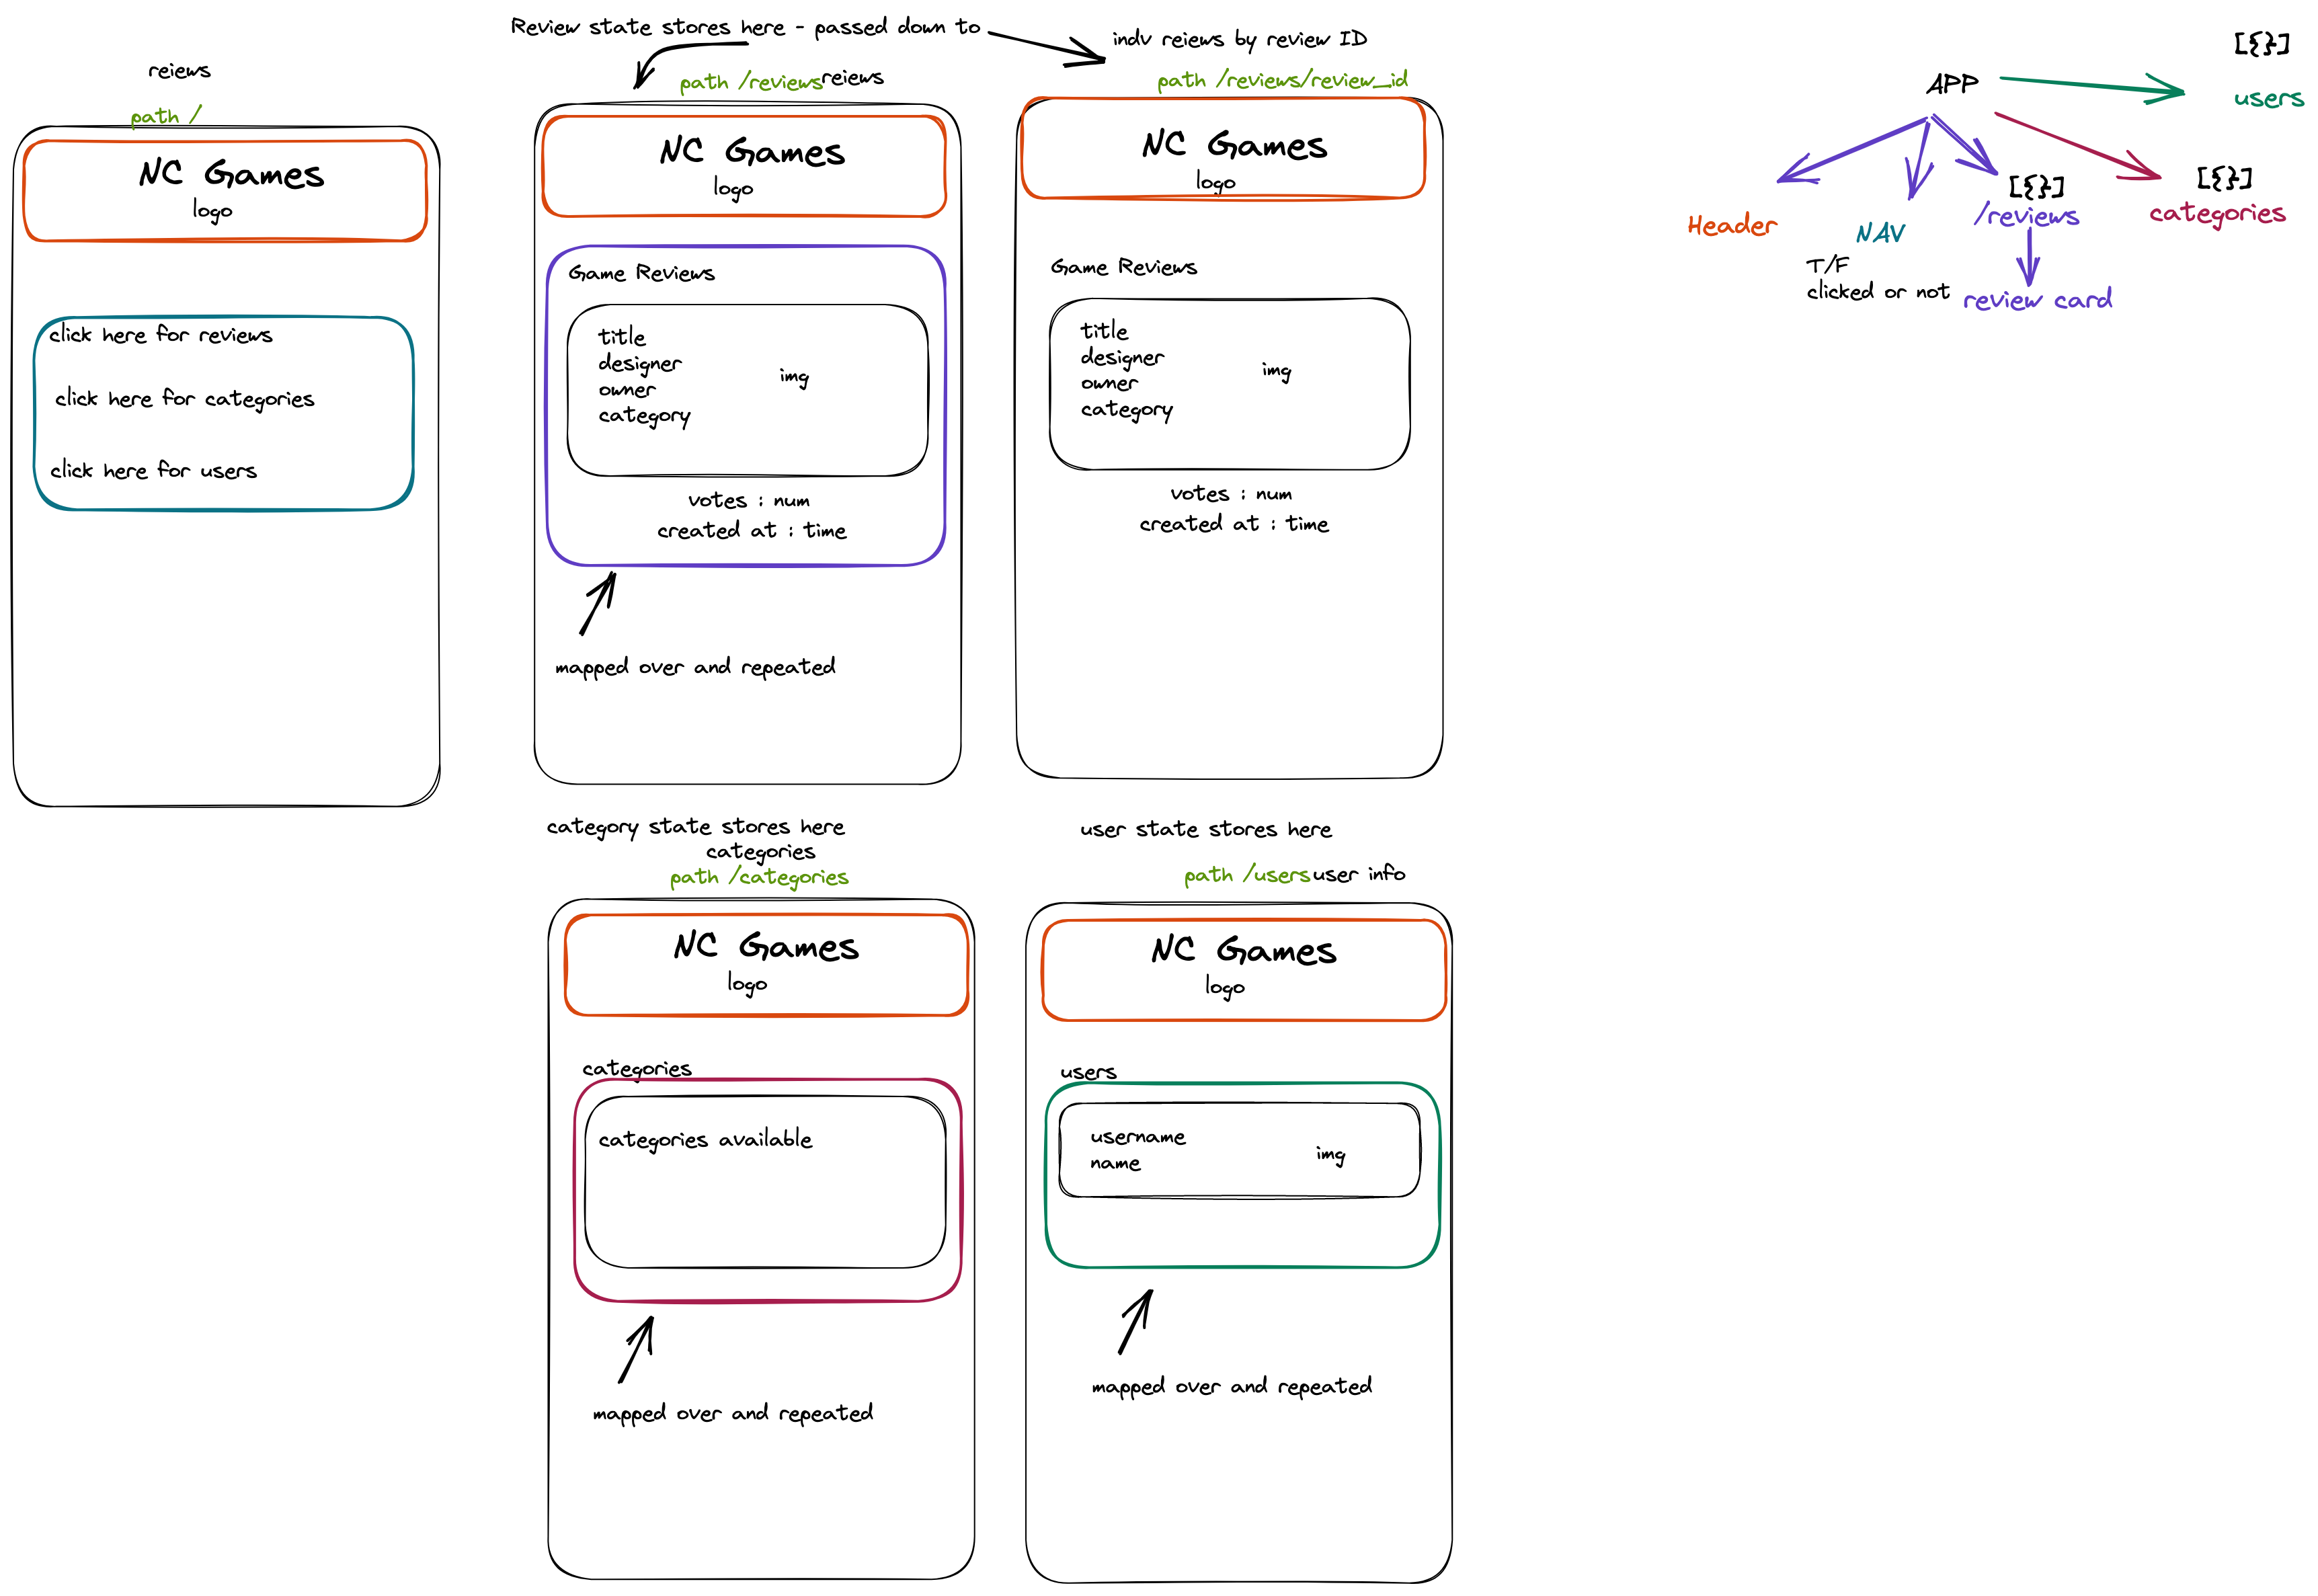 reiews
path /
NC Games
logo
click here for reviews
click here for categories
click here for users
Review state stores here - passed down to
path /reviews reiews
NC Games
logo
Game Reviews
title
designer
owner
category
img
votes : num
created at : time
mapped over and repeated
indv reiews by review ID
path /reviews/review_id
NC Games
logo
Game Reviews
title
designer
owner
category
img
votes : num
created at : time
APP
[{}]
users
Header
NAV
T/F
clicked or not
[{}]
/reviews
review card
[{}]
categories
category state stores here
categories
path /categories
NC Games
logo
categories
categories available
mapped over and repeated
user state stores here
path /users user info
NC Games
logo
users
username
name
img
mapped over and repeated